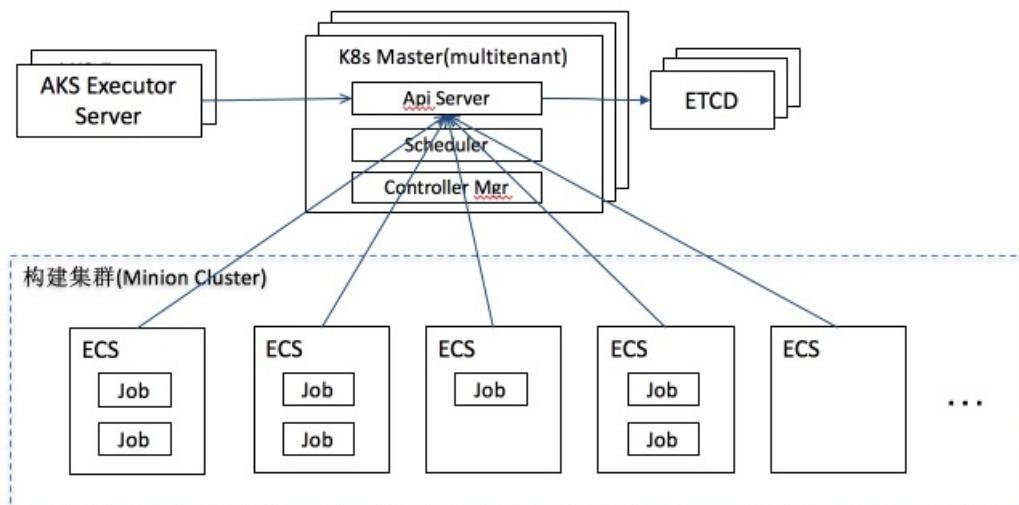 K8s Master(multitenant)
AKS Executor
Server
Api Server
ETCD
Scheduler
Controller Mgr
构建集群(Minion Cluster)
ECS
ECS
ECS
ECS
ECS
Job
Job
Job
Job
...
Job
Job
Job